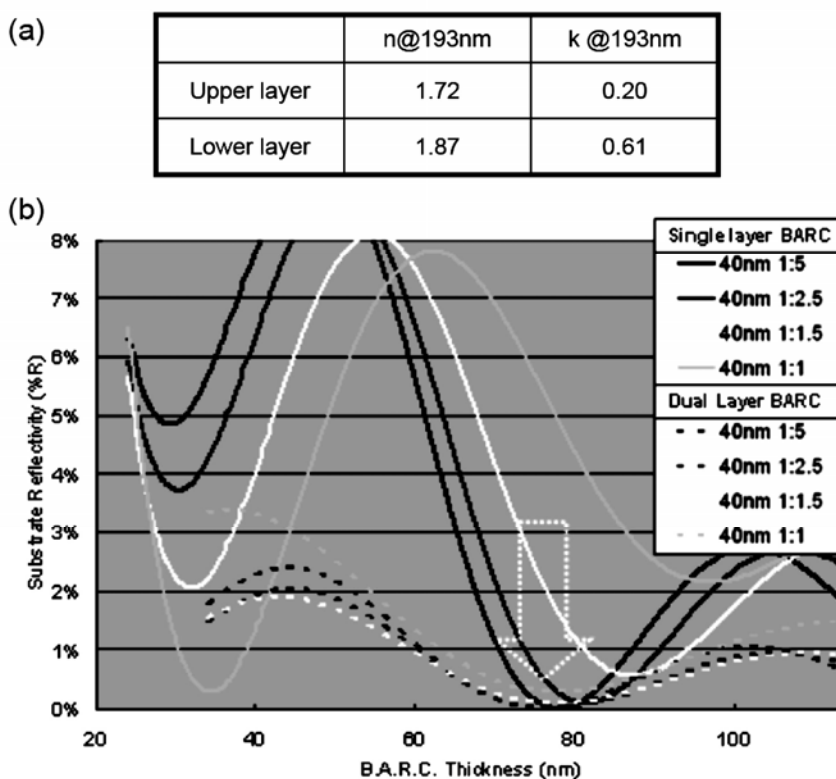 (a)
n@193nm k @193nm
Upper layer 1.72 0.20
Lower layer 1.87 0.61
(b)
8%
7%
6%
5%
4%
3%
2%
1%
0%
Substrate Reflectivity (%R)
20 40 60 80 100
B.A.R.C. Thickness (nm)
Single layer BARC
40nm 1:5
40nm 1:2.5
40nm 1:1.5
40nm 1:1
Dual Layer BARC
40nm 1:5
40nm 1:2.5
40nm 1:1.5
40nm 1:1